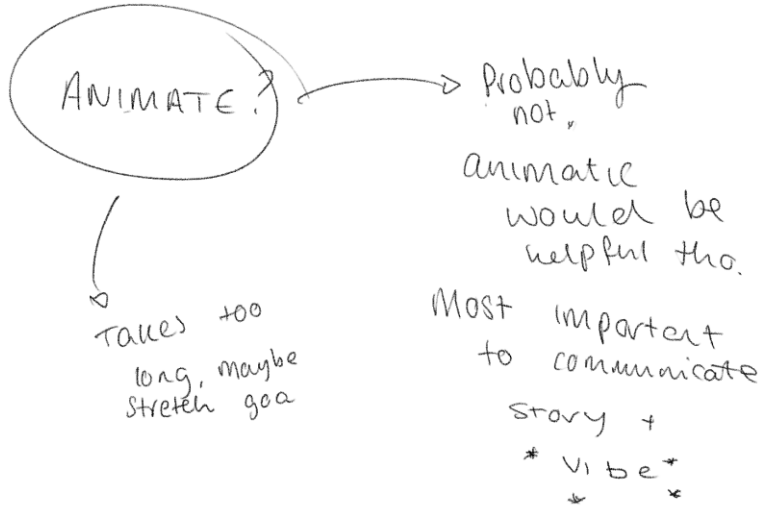 ANIMATE?
Probably
not.
animatic
would be
helpful tho.
Most important
to communicate
story +
* vibe *
* *
Takes too
long, maybe
stretch goa